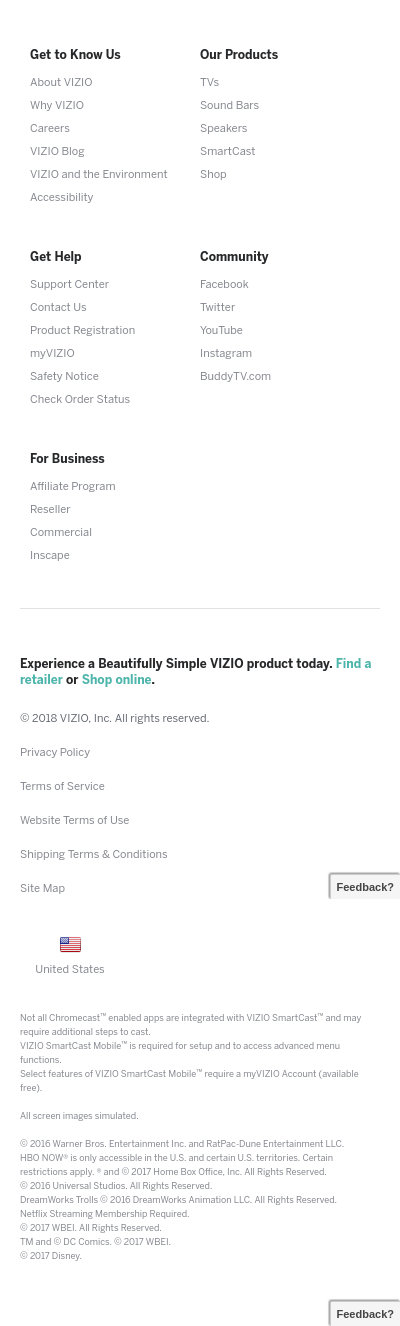 Get to Know Us
About VIZIO
Why VIZIO
Careers
VIZIO Blog
VIZIO and the Environment
Accessibility
Our Products
TVs
Sound Bars
Speakers
SmartCast
Shop
Get Help
Support Center
Contact Us
Product Registration
myVIZIO
Safety Notice
Check Order Status
Community
Facebook
Twitter
YouTube
Instagram
BuddyTV.com
For Business
Affiliate Program
Reseller
Commercial
Inscape
Experience a Beautifully Simple VIZIO product today. Find a
retailer or Shop online.
© 2018 VIZIO, Inc. All rights reserved.
Privacy Policy
Terms of Service
Website Terms of Use
Shipping Terms & Conditions
Site Map
Feedback?
United States
Not all Chromecast™ enabled apps are integrated with VIZIO SmartCast™ and may
require additional steps to cast.
VIZIO SmartCast Mobile™ is required for setup and to access advanced menu
functions.
Select features of VIZIO SmartCast Mobile™ require a myVIZIO Account (available
free).
All screen images simulated.
© 2016 Warner Bros. Entertainment Inc. and RatPac-Dune Entertainment LLC.
HBO NOW® is only accessible in the U.S. and certain U.S. territories. Certain
restrictions apply. ® and © 2017 Home Box Office, Inc. All Rights Reserved.
© 2016 Universal Studios. All Rights Reserved.
DreamWorks Trolls © 2016 DreamWorks Animation LLC. All Rights Reserved.
Netflix Streaming Membership Required.
© 2017 WBEI. All Rights Reserved.
TM and © DC Comics. © 2017 WBEI.
© 2017 Disney.
Feedback?